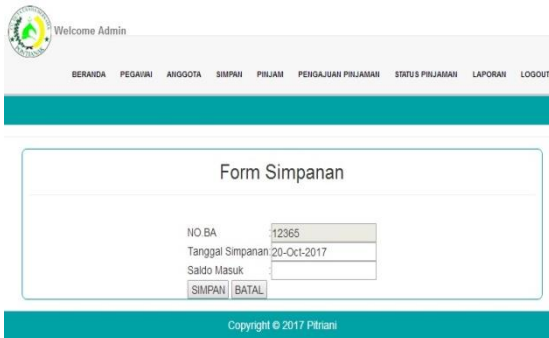 Welcome Admin
BERANDA PEGAWAI ANGGOTA SIMPAN PINJAM PENGAJUAN PINJAMAN STATUS PINJAMAN LAPORAN LOGOUT
Form Simpanan
NO.BA :12365
Tanggal Simpanan:20-Oct-2017
Saldo Masuk :
SIMPAN BATAL
Copyright © 2017 Pitriani